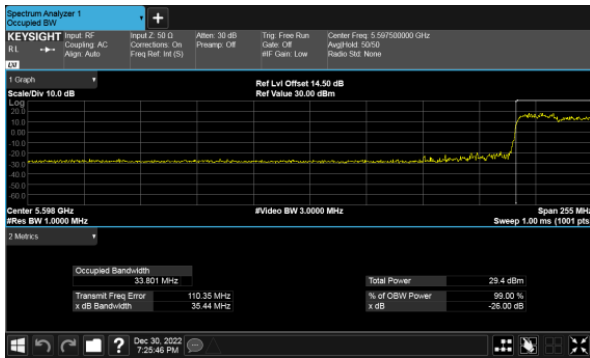 Spectrum Analyzer 1
Occupied BW
+
KEYSIGHT
RL
LXI
Input: RF
Coupling: AC
Align: Auto
Input Z: 50 Ω
Corrections: On
Freq Ref: Int (S)
Atten: 30 dB
Preamp: Off
Trig: Free Run
Gate: Off
#IF Gain: Low
Center Freq: 5.597500000 GHz
Avg|Hold: 50/50
Radio Std: None
1 Graph
Scale/Div 10.0 dB
Ref Lvl Offset 14.50 dB
Ref Value 30.00 dBm
Log
20.0
10.0
0.00
-10.0
-20.0
-30.0
-40.0
-50.0
-60.0
Center 5.598 GHz
#Res BW 1.0000 MHz
#Video BW 3.0000 MHz
Span 255 MHz
Sweep 1.00 ms (1001 pts
2 Metrics
Occupied Bandwidth
33.801 MHz
Transmit Freq Error 110.35 MHz
x dB Bandwidth 35.44 MHz
Total Power 29.4 dBm
% of OBW Power 99.00 %
x dB -26.00 dB
?
Dec 30, 2022
7:25:46 PM